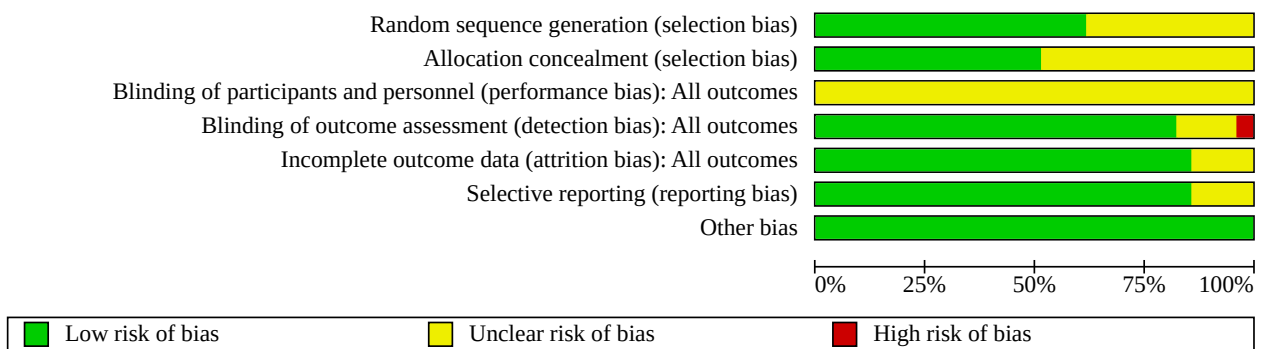 Random sequence generation (selection bias)
Allocation concealment (selection bias)
Blinding of participants and personnel (performance bias): All outcomes
Blinding of outcome assessment (detection bias): All outcomes
Incomplete outcome data (attrition bias): All outcomes
Selective reporting (reporting bias)
Other bias
0% 25% 50% 75% 100%
Low risk of bias Unclear risk of bias High risk of bias